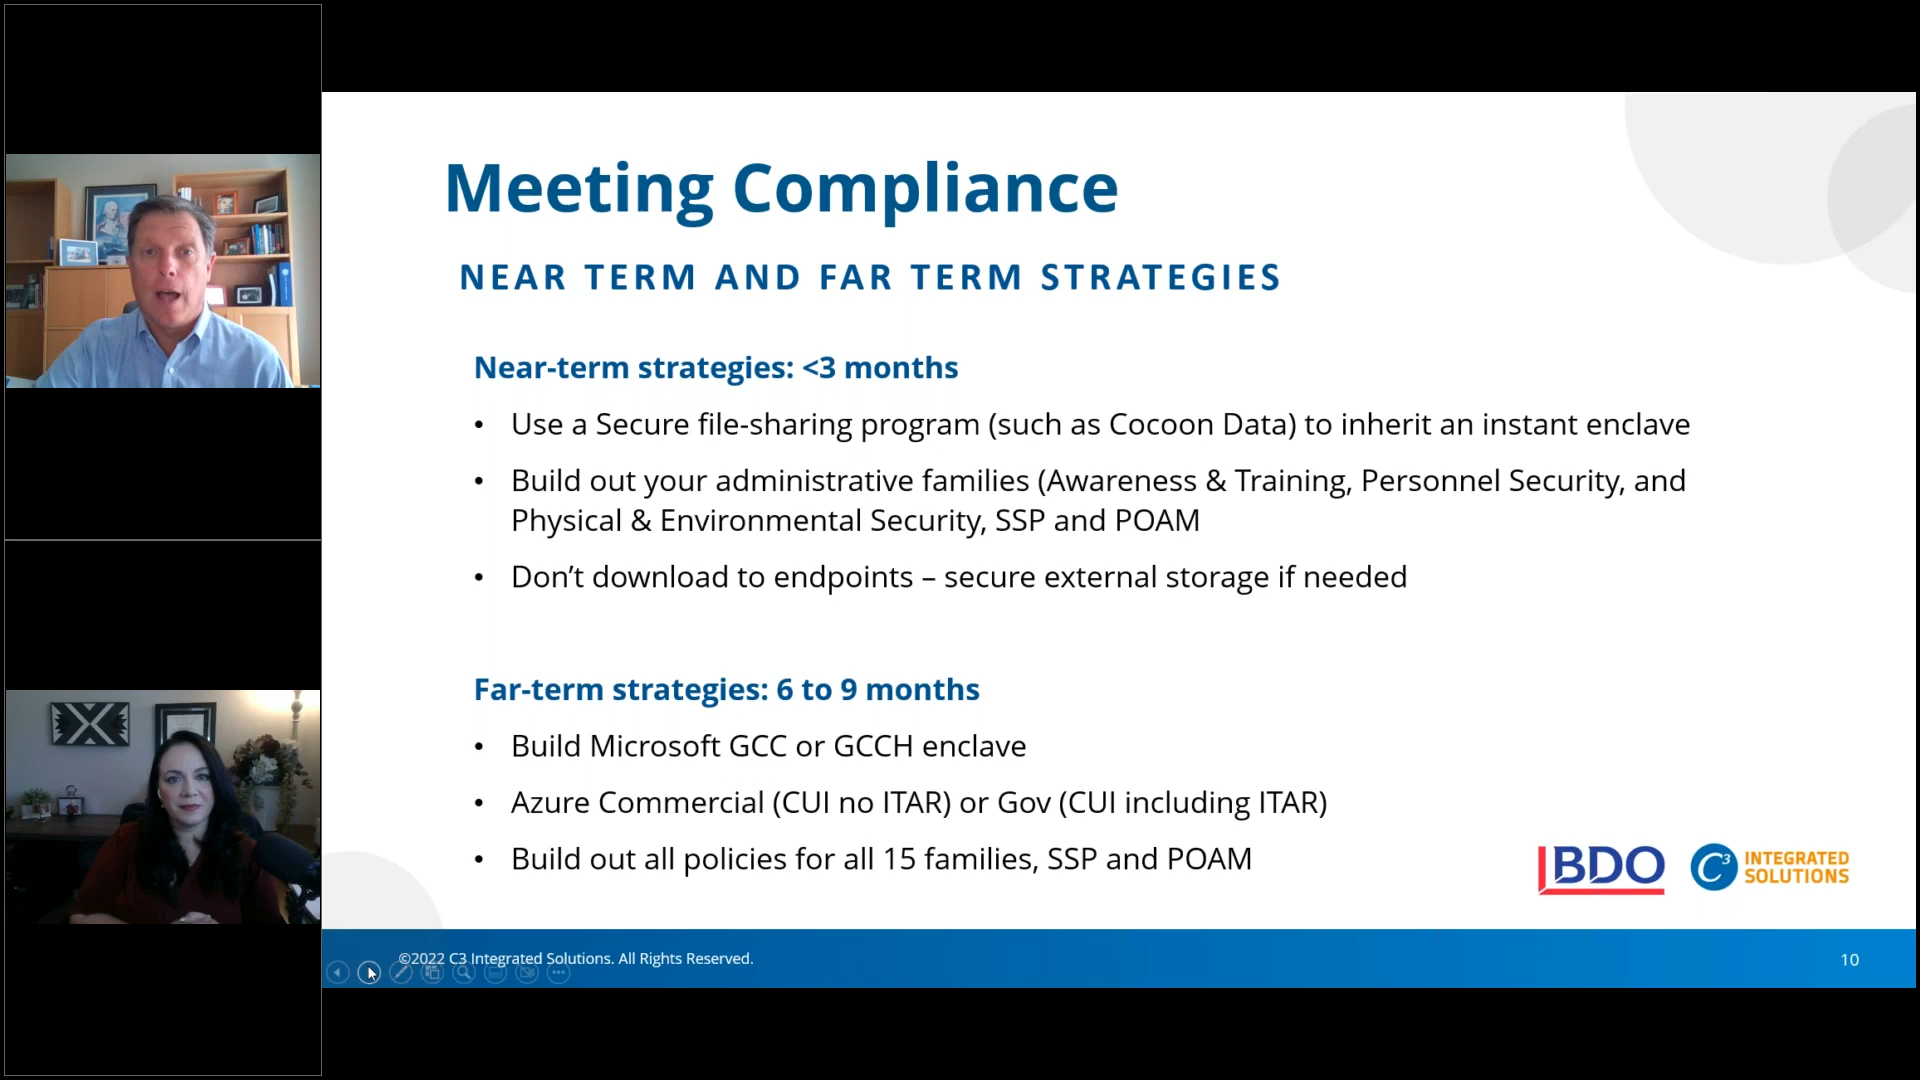 Meeting Compliance
NEAR TERM AND FAR TERM STRATEGIES
Near-term strategies: <3 months
• Use a Secure file-sharing program (such as Cocoon Data) to inherit an instant enclave
• Build out your administrative families (Awareness & Training, Personnel Security, and
Physical & Environmental Security, SSP and POAM
• Don’t download to endpoints – secure external storage if needed
Far-term strategies: 6 to 9 months
• Build Microsoft GCC or GCCH enclave
• Azure Commercial (CUI no ITAR) or Gov (CUI including ITAR)
• Build out all policies for all 15 families, SSP and POAM
BDO
C3 INTEGRATED
SOLUTIONS
©2022 C3 Integrated Solutions. All Rights Reserved.
10